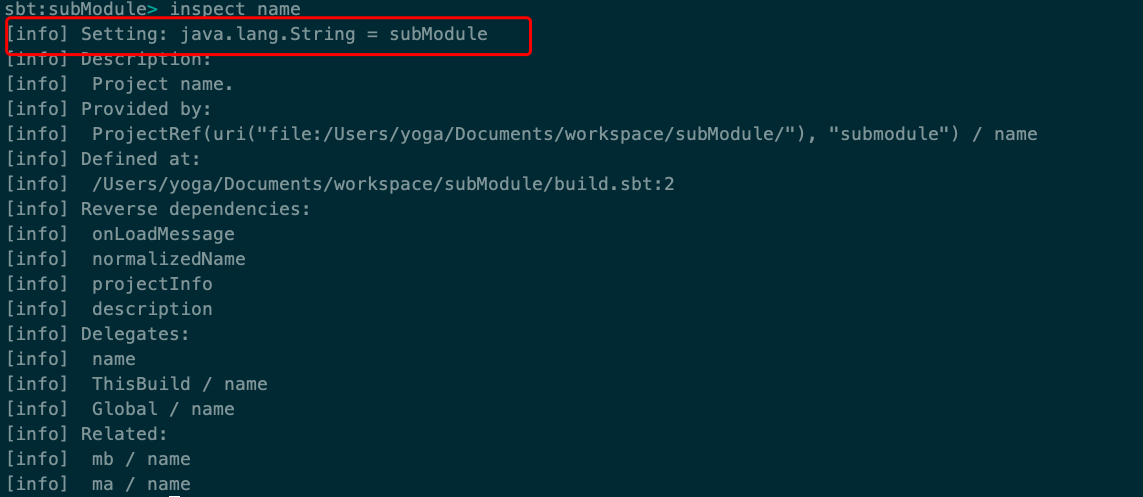 sbt:subModule> inspect name
[info] Setting: java.lang.String = subModule
[info] Description:
[info]  Project name.
[info] Provided by:
[info]  ProjectRef(uri("file:/Users/yoga/Documents/workspace/subModule/"), "submodule") / name
[info] Defined at:
[info]  /Users/yoga/Documents/workspace/subModule/build.sbt:2
[info] Reverse dependencies:
[info]  onLoadMessage
[info]  normalizedName
[info]  projectInfo
[info]  description
[info] Delegates:
[info]  name
[info]  ThisBuild / name
[info]  Global / name
[info] Related:
[info]  mb / name
[info]  ma / name